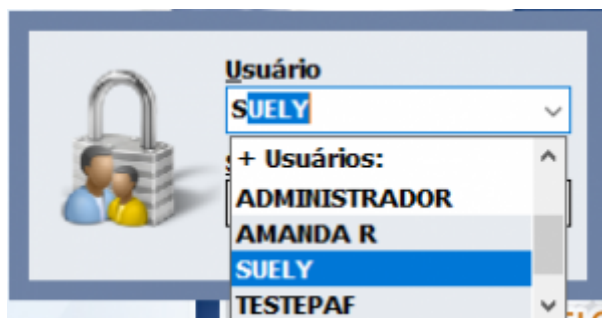 Usuário
SUELY
+ Usuários:
ADMINISTRADOR
AMANDA R
SUELY
TESTEPAF